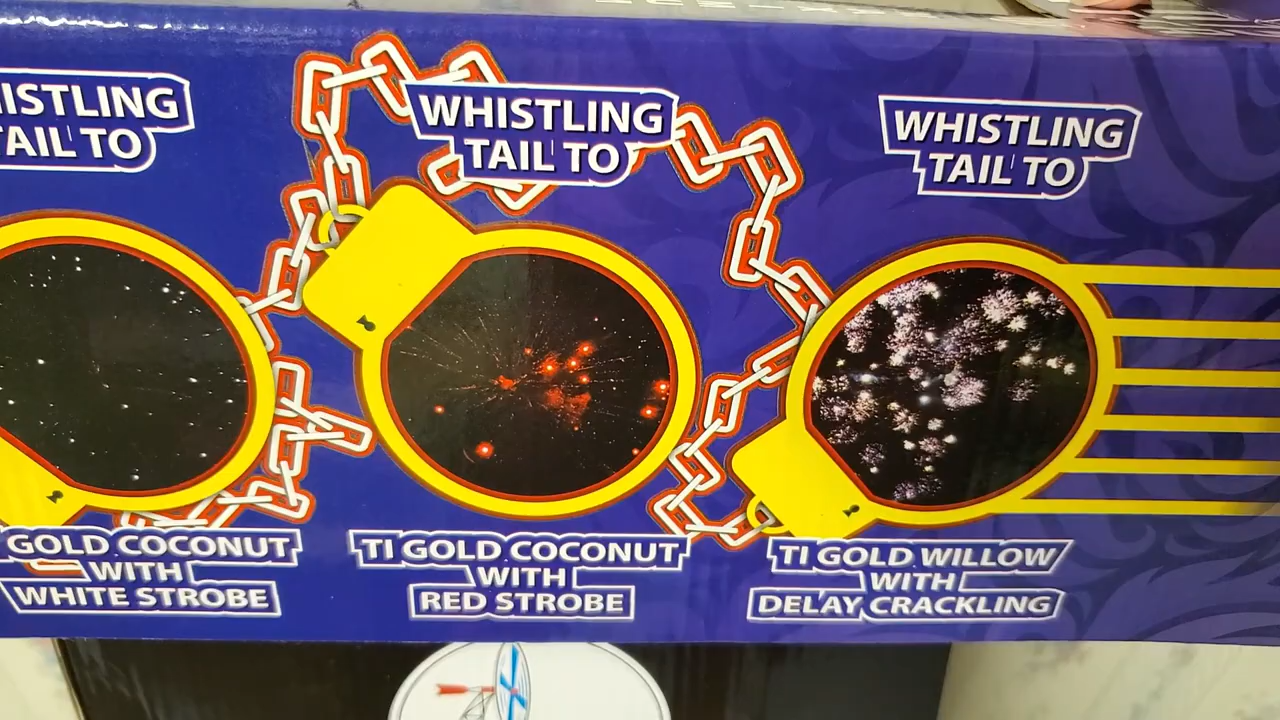 WHISTLING
TAIL TO
WHISTLING
TAIL TO
TAIL TO
GOLD COCONUT
WITH
WHITE STROBE
TI GOLD COCONUT
WITH
RED STROBE
TI GOLD WILLOW
WITH
DELAY CRACKLING